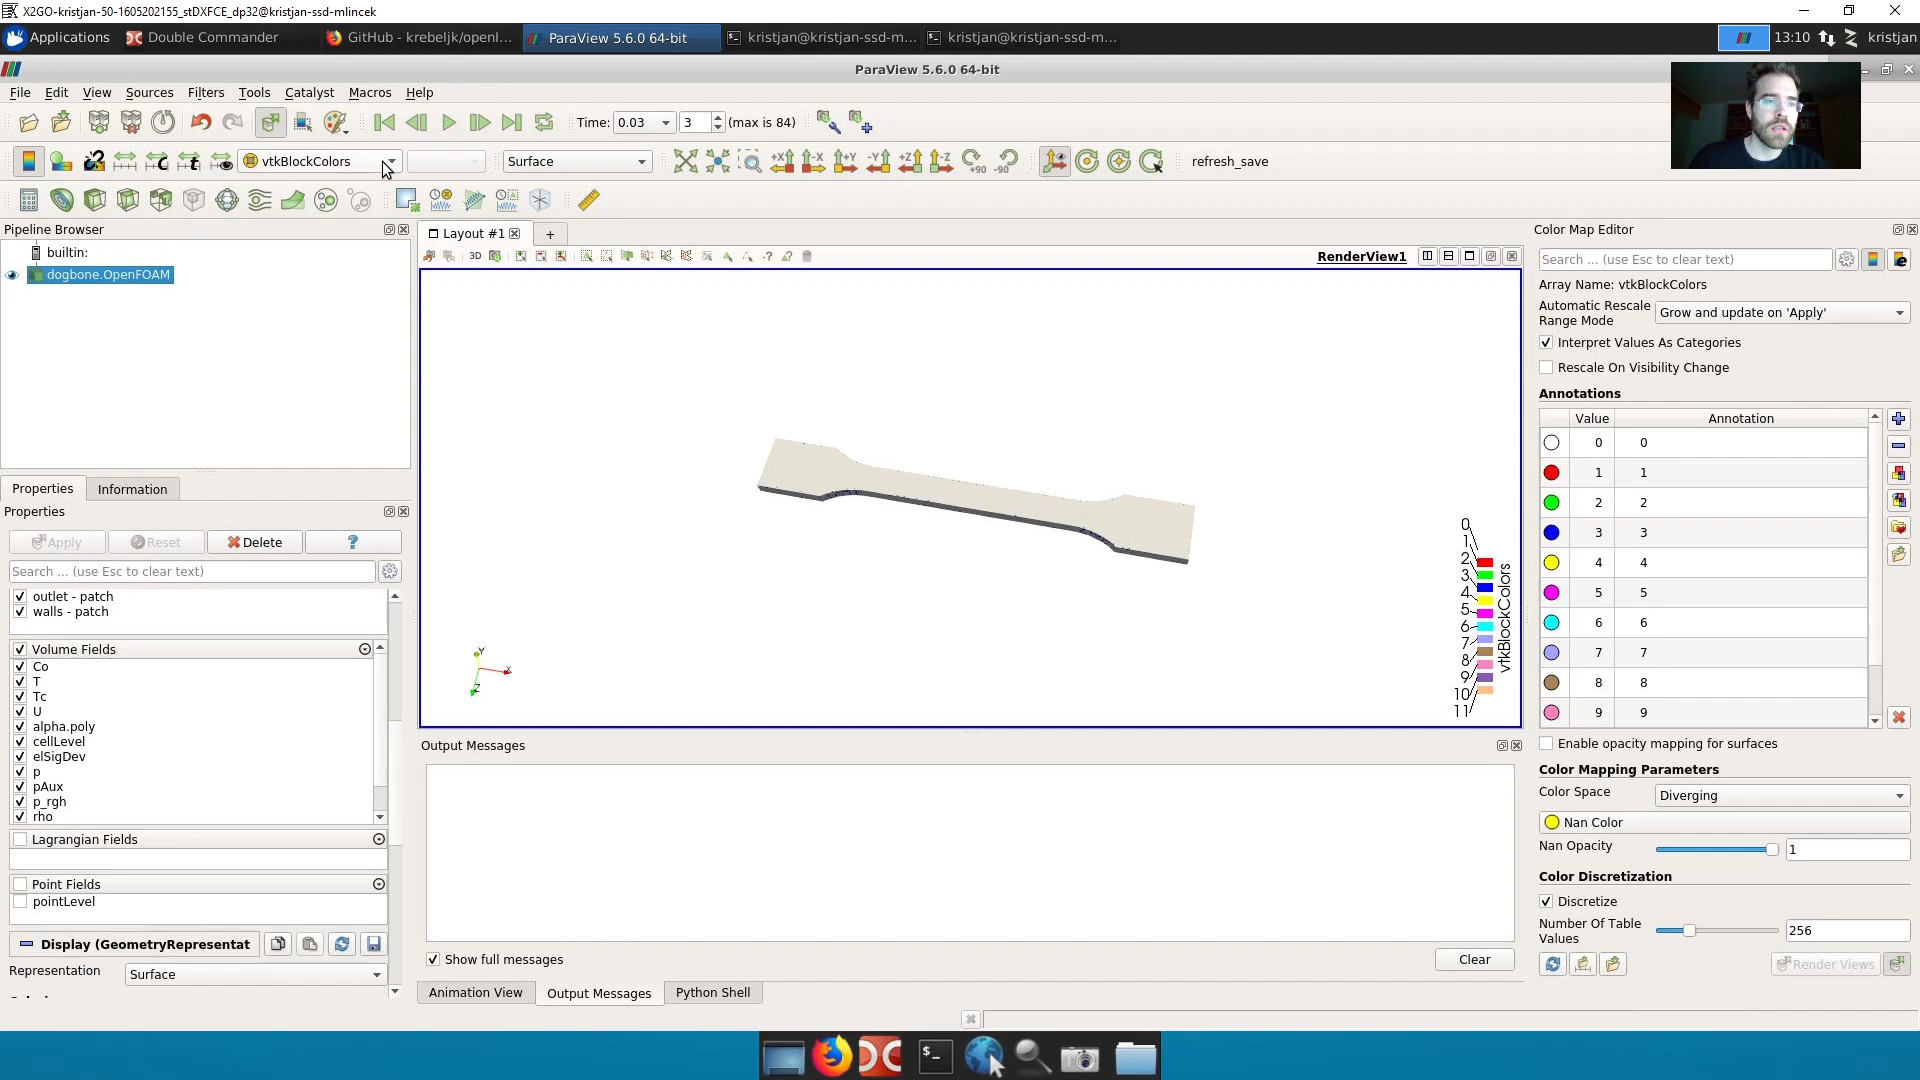 X2GO-kristjan-50-1605202155_stDXFCE_dp32@kristjan-ssd-mlincek
Applications
Double Commander
GitHub - krebeljk/openI...
ParaView 5.6.0 64-bit
kristjan@kristjan-ssd-m...
kristjan@kristjan-ssd-m...
13:10
kristjan
ParaView 5.6.0 64-bit
File Edit View Sources Filters Tools Catalyst Macros Help
Time: 0.03 3 (max is 84)
vtkBlockColors
Surface
+X -X +Y -Y +Z -Z +90 -90
refresh_save
Pipeline Browser
builtin:
dogbone.OpenFOAM
Properties
Information
Properties
Apply
Reset
Delete
?
Search ... (use Esc to clear text)
outlet - patch
walls - patch
Volume Fields
Co
T
Tc
U
alpha.poly
cellLevel
elSigDev
p
pAux
p_rgh
rho
Lagrangian Fields
Point Fields
pointLevel
Display (GeometryRepresentat
Representation
Surface
Layout #1
+
3D
RenderView1
Y
X
Z
0
1
2
3
4
5
6
7
8
9
10
11
vtkBlockColors
Output Messages
Show full messages
Clear
Animation View
Output Messages
Python Shell
Color Map Editor
Search ... (use Esc to clear text)
Array Name: vtkBlockColors
Automatic Rescale
Range Mode
Grow and update on 'Apply'
Interpret Values As Categories
Rescale On Visibility Change
Annotations
Value Annotation
0 0
1 1
2 2
3 3
4 4
5 5
6 6
7 7
8 8
9 9
Enable opacity mapping for surfaces
Color Mapping Parameters
Color Space
Diverging
Nan Color
Nan Opacity
1
Color Discretization
Discretize
Number Of Table
Values
256
Render Views